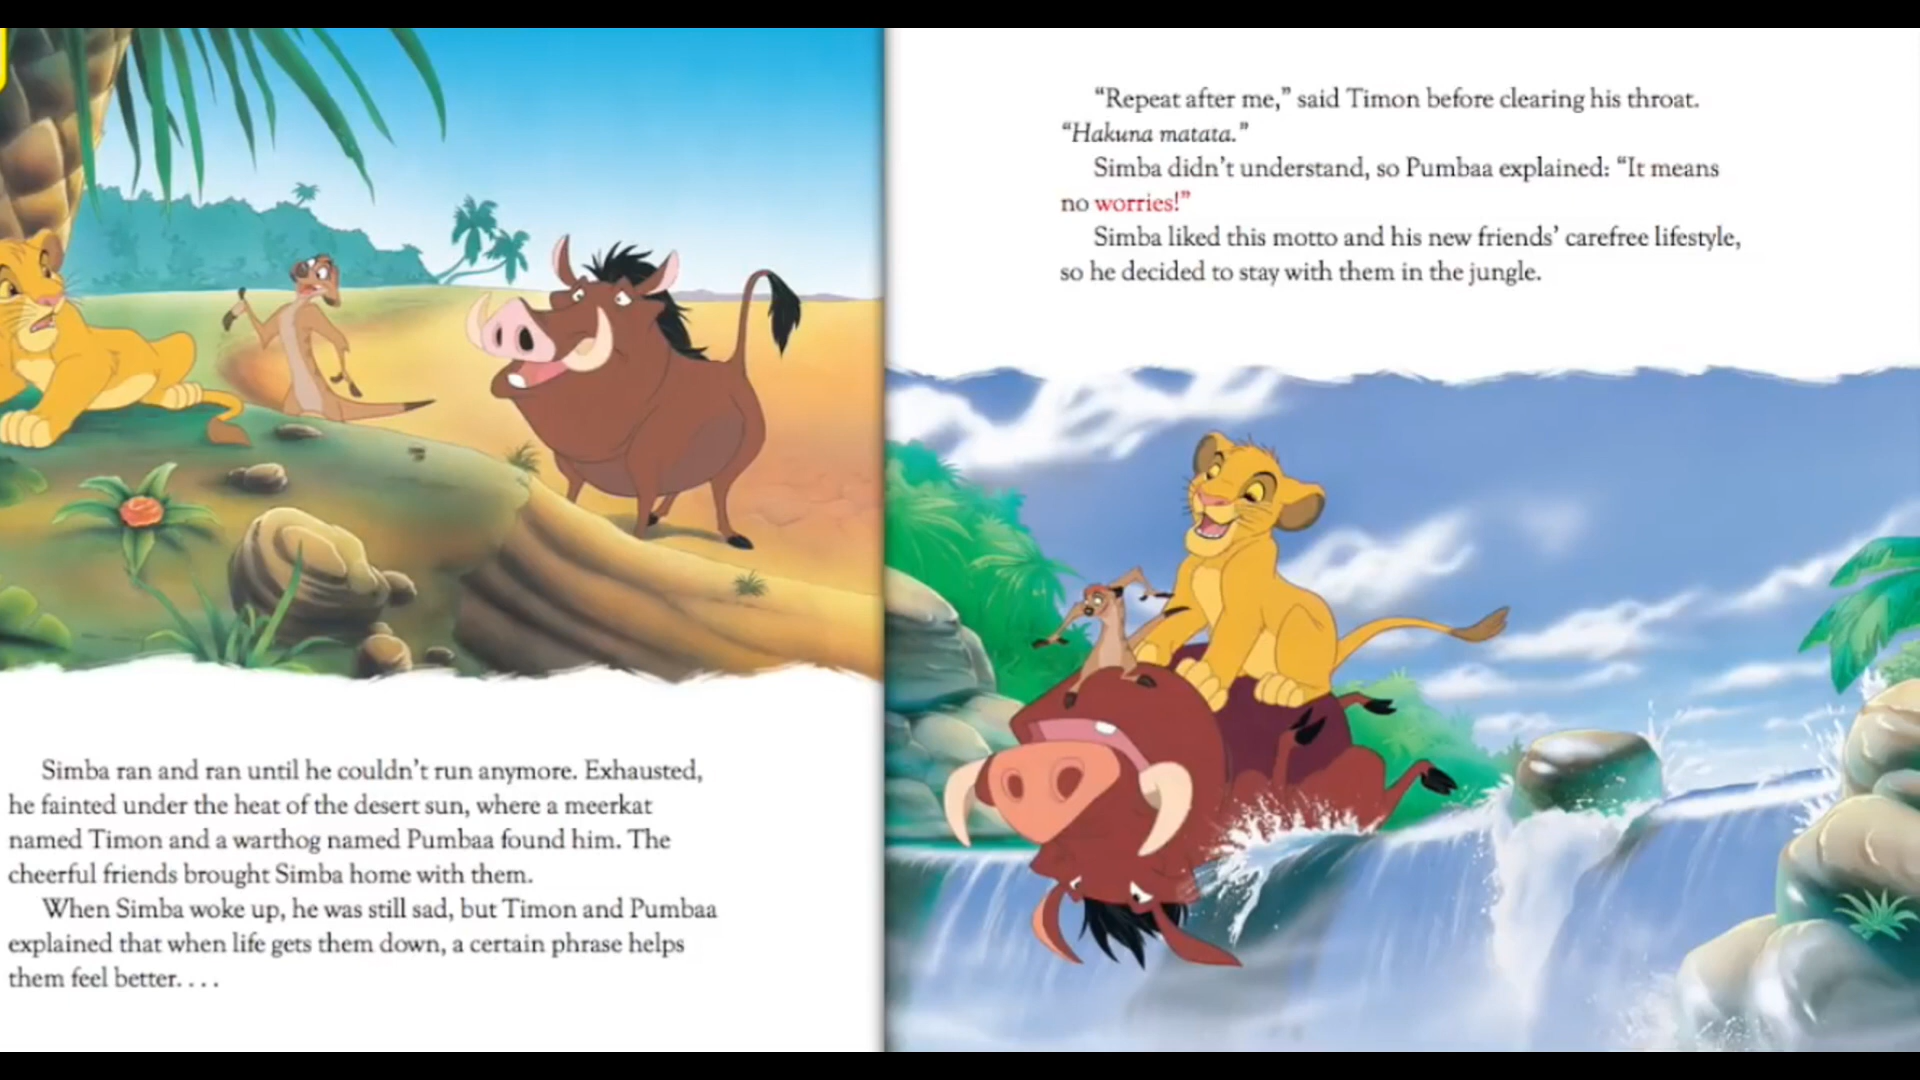 Simba ran and ran until he couldn't run anymore. Exhausted,
he fainted under the heat of the desert sun, where a meerkat
named Timon and a warthog named Pumbaa found him. The
cheerful friends brought Simba home with them.
When Simba woke up, he was still sad, but Timon and Pumbaa
explained that when life gets them down, a certain phrase helps
them feel better. . . .
“Repeat after me,” said Timon before clearing his throat.
“Hakuna matata.”
Simba didn’t understand, so Pumbaa explained: “It means
no worries!”
Simba liked this motto and his new friends’ carefree lifestyle,
so he decided to stay with them in the jungle.